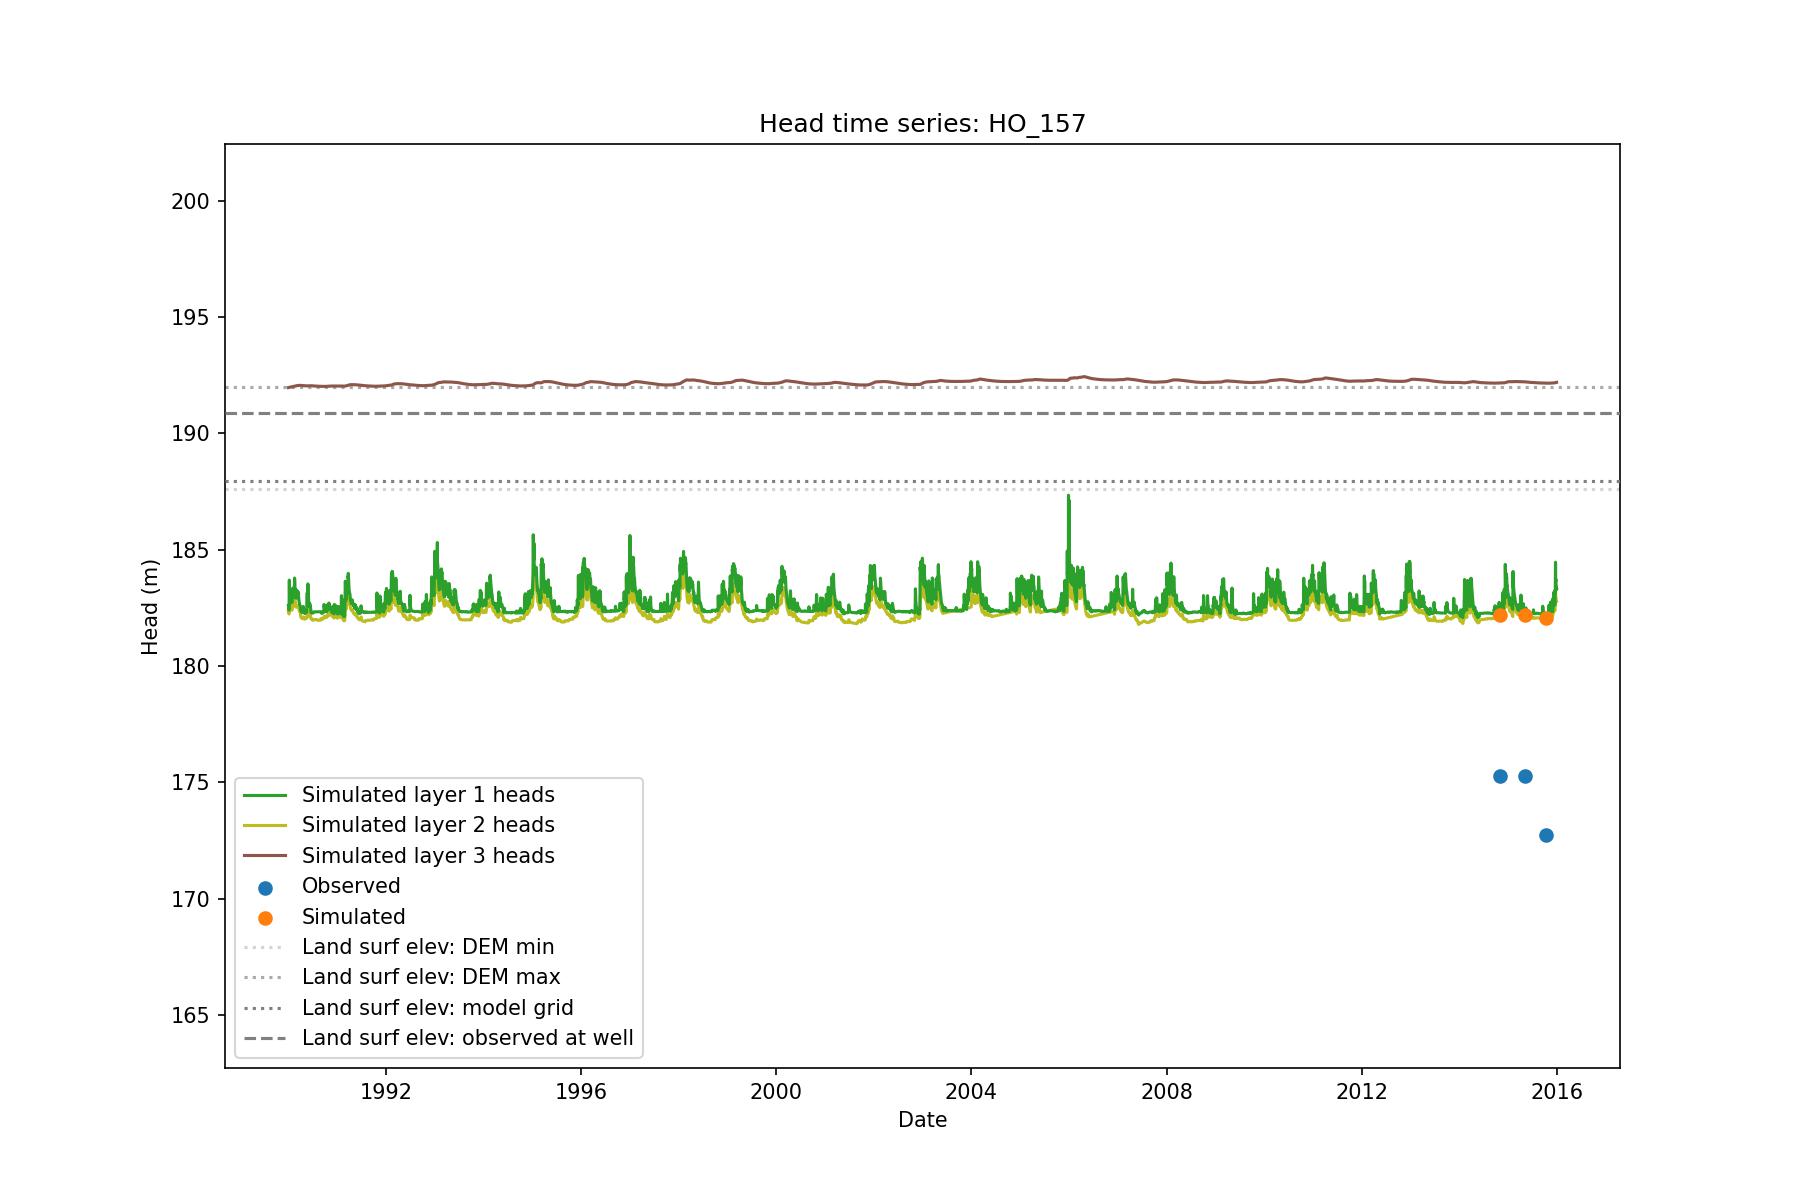 Head time series: HO_157
200
195
190
185
180
175
170
165
Head (m)
Simulated layer 1 heads
Simulated layer 2 heads
Simulated layer 3 heads
Observed
Simulated
Land surf elev: DEM min
Land surf elev: DEM max
Land surf elev: model grid
Land surf elev: observed at well
1992 1996 2000 2004 2008 2012 2016
Date